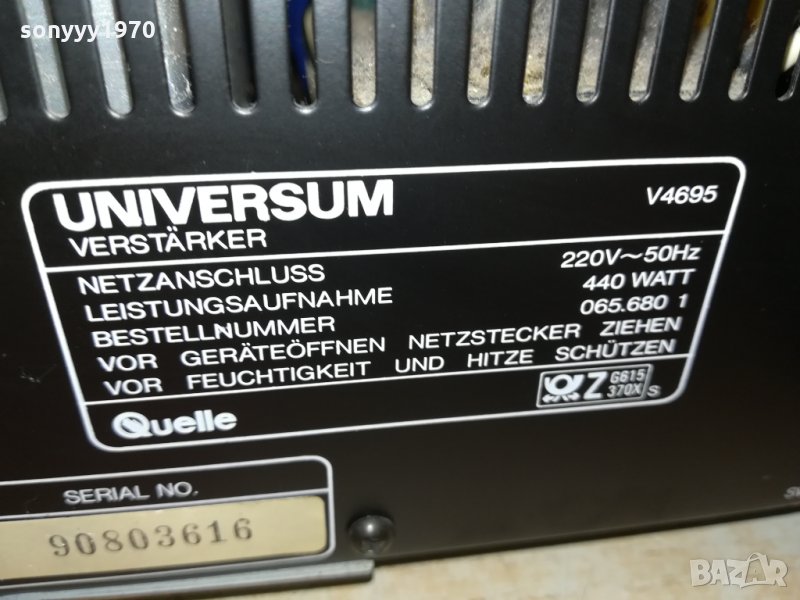 sonyyy1970
UNIVERSUM V4695
VERSTÄRKER
NETZANSCHLUSS 220V~50Hz
LEISTUNGSAUFNAHME 440 WATT
BESTELLNUMMER 065.680 1
VOR GERÄTEÖFFNEN NETZSTECKER ZIEHEN
VOR FEUCHTIGKEIT UND HITZE SCHÜTZEN
Quelle Z G615 370X S
SERIAL NO.
90803616
BAZAR